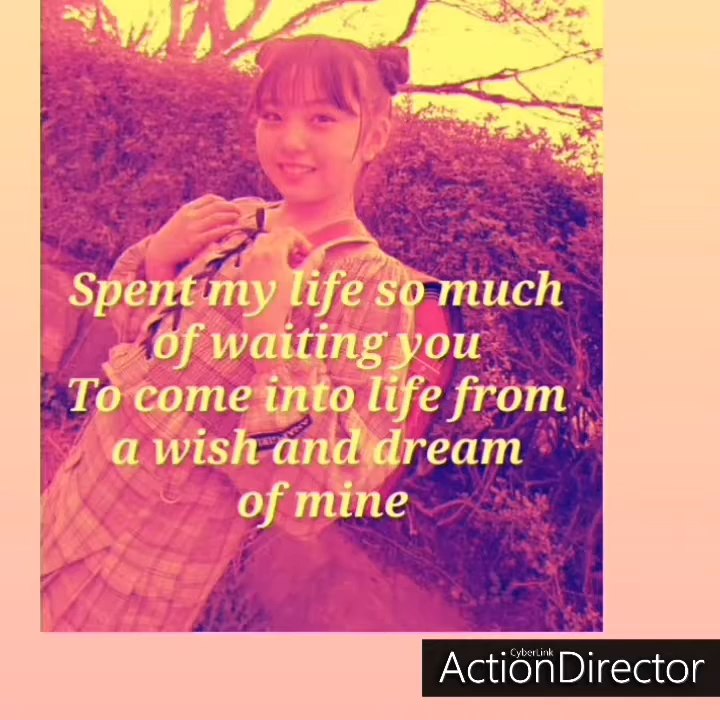 Spent my life so much
of waiting you
To come into life from
a wish and dream
of mine
CyberLink
ActionDirector